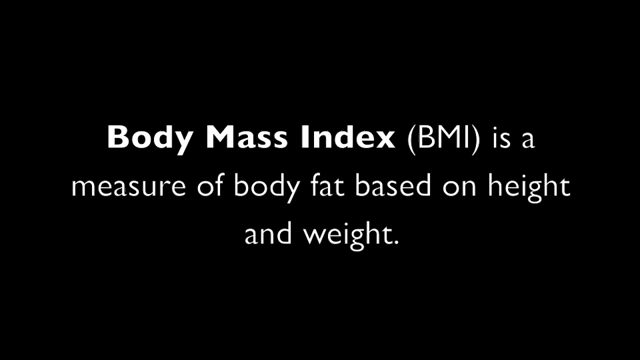 Body Mass Index (BMI) is a
measure of body fat based on height
and weight.